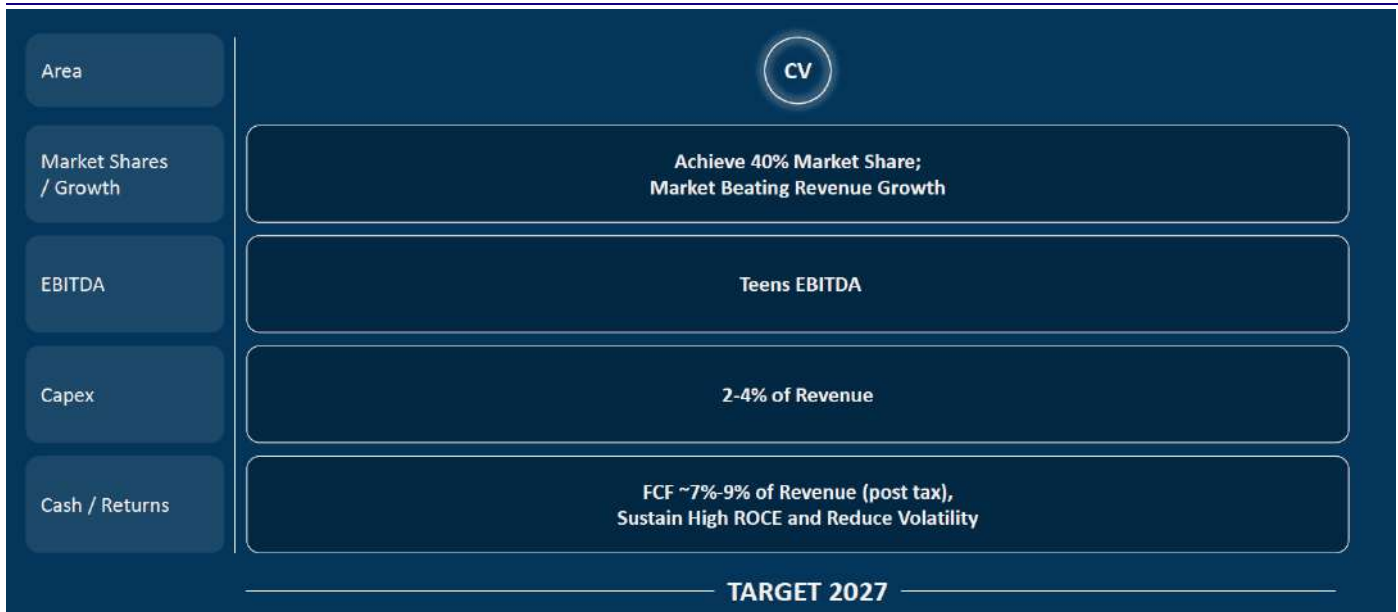 Area
CV
Market Shares
/ Growth
Achieve 40% Market Share;
Market Beating Revenue Growth
EBITDA
Teens EBITDA
Capex
2-4% of Revenue
Cash / Returns
FCF ~7%-9% of Revenue (post tax),
Sustain High ROCE and Reduce Volatility
TARGET 2027